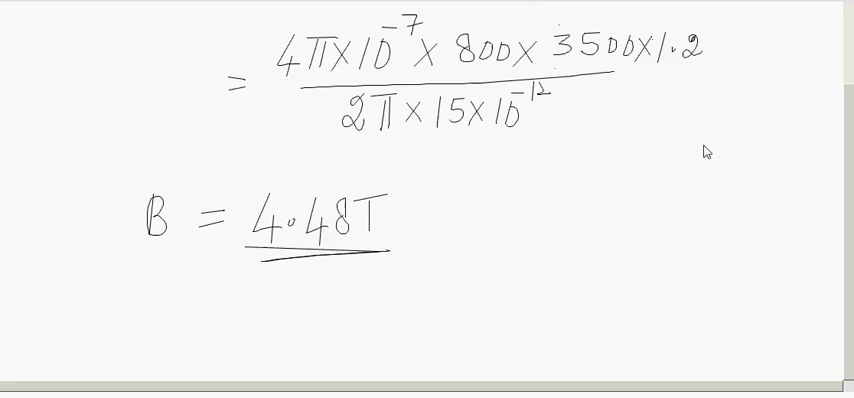 = 4π×10⁻⁷ × 800 × 3500×1.2 / 2π × 15×10⁻¹²
B = 4.48T